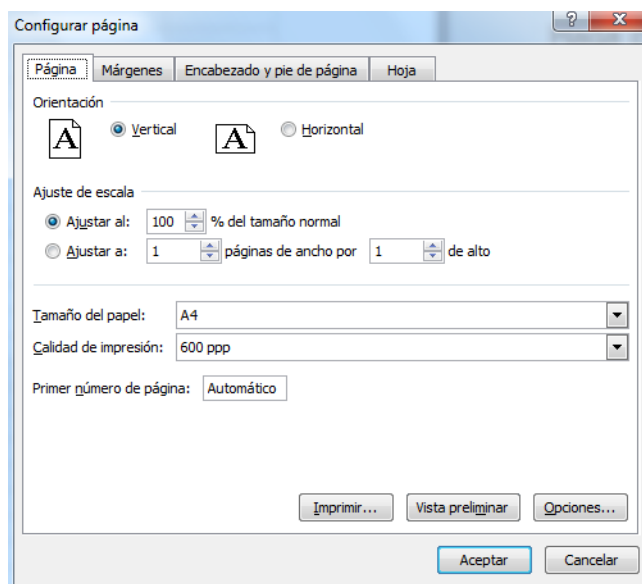 Configurar página
Página Márgenes Encabezado y pie de página Hoja
Orientación
A Vertical A Horizontal
Ajuste de escala
Ajustar al: 100 % del tamaño normal
Ajustar a: 1 páginas de ancho por 1 de alto
Tamaño del papel: A4
Calidad de impresión: 600 ppp
Primer número de página: Automático
Imprimir... Vista preliminar Opciones...
Aceptar Cancelar